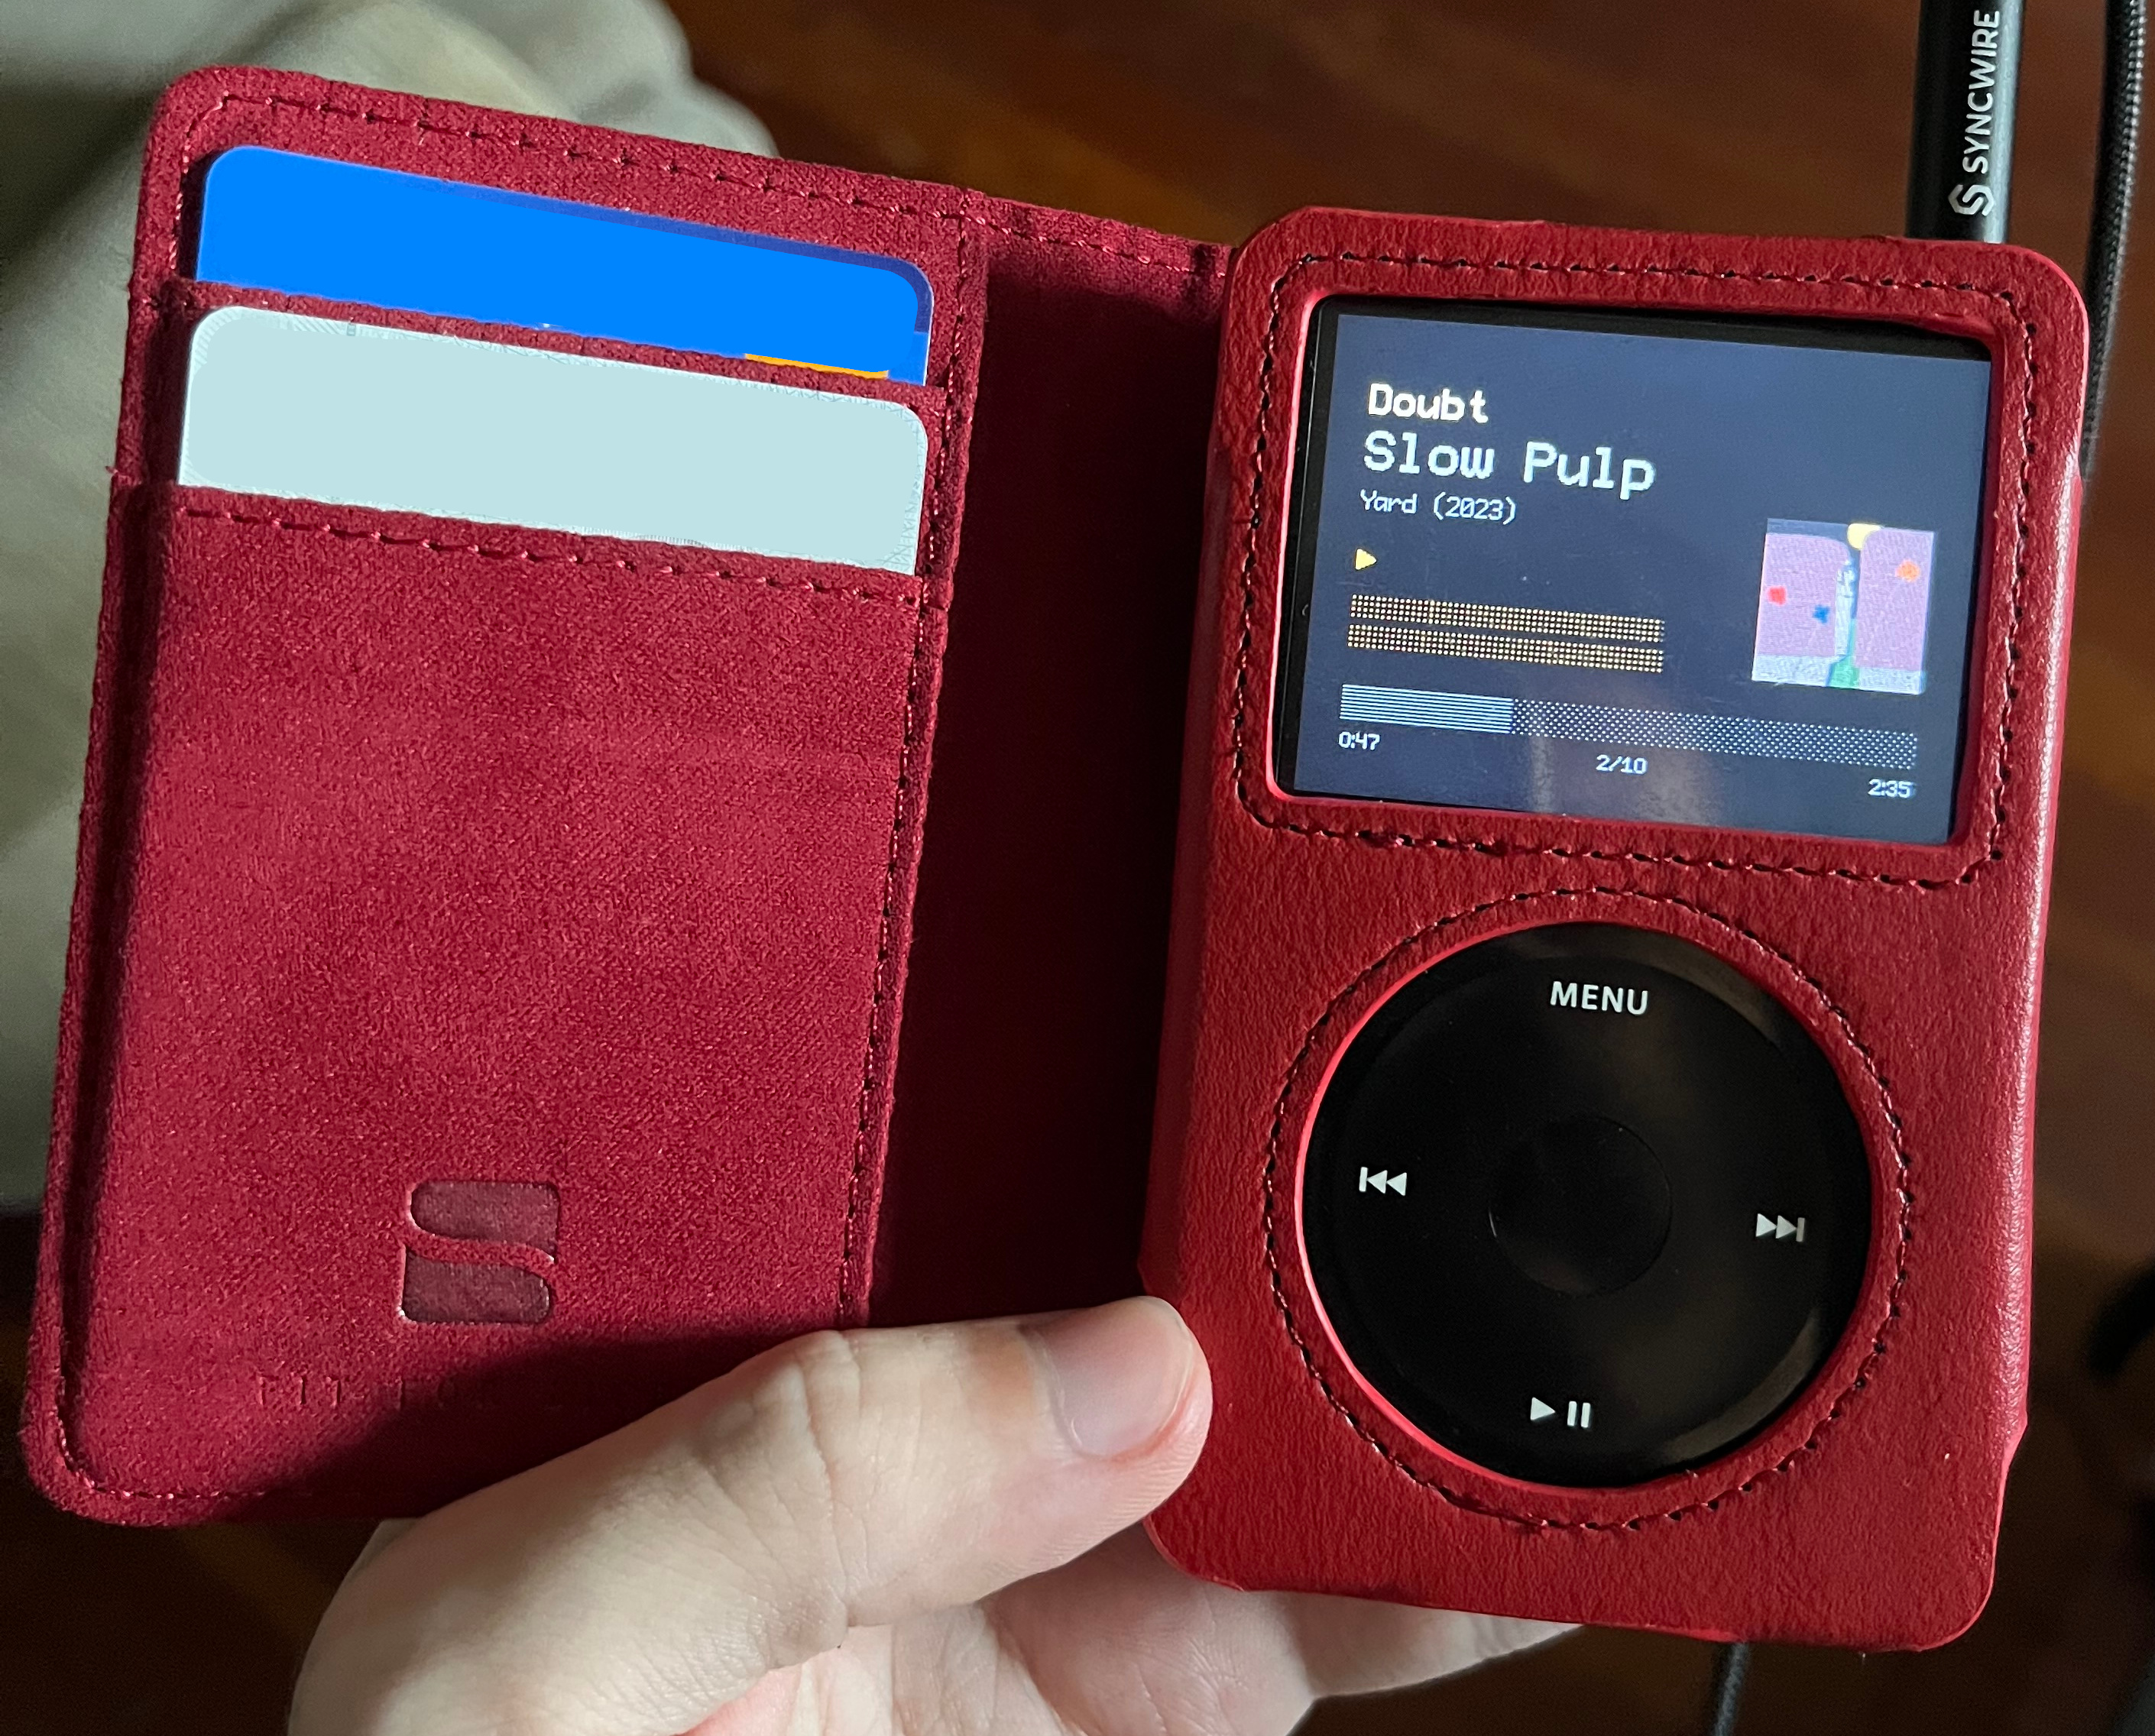 SYNCWIRE
Doubt
Slow Pulp
Yard (2023)
0:47
2/10
2:35
MENU